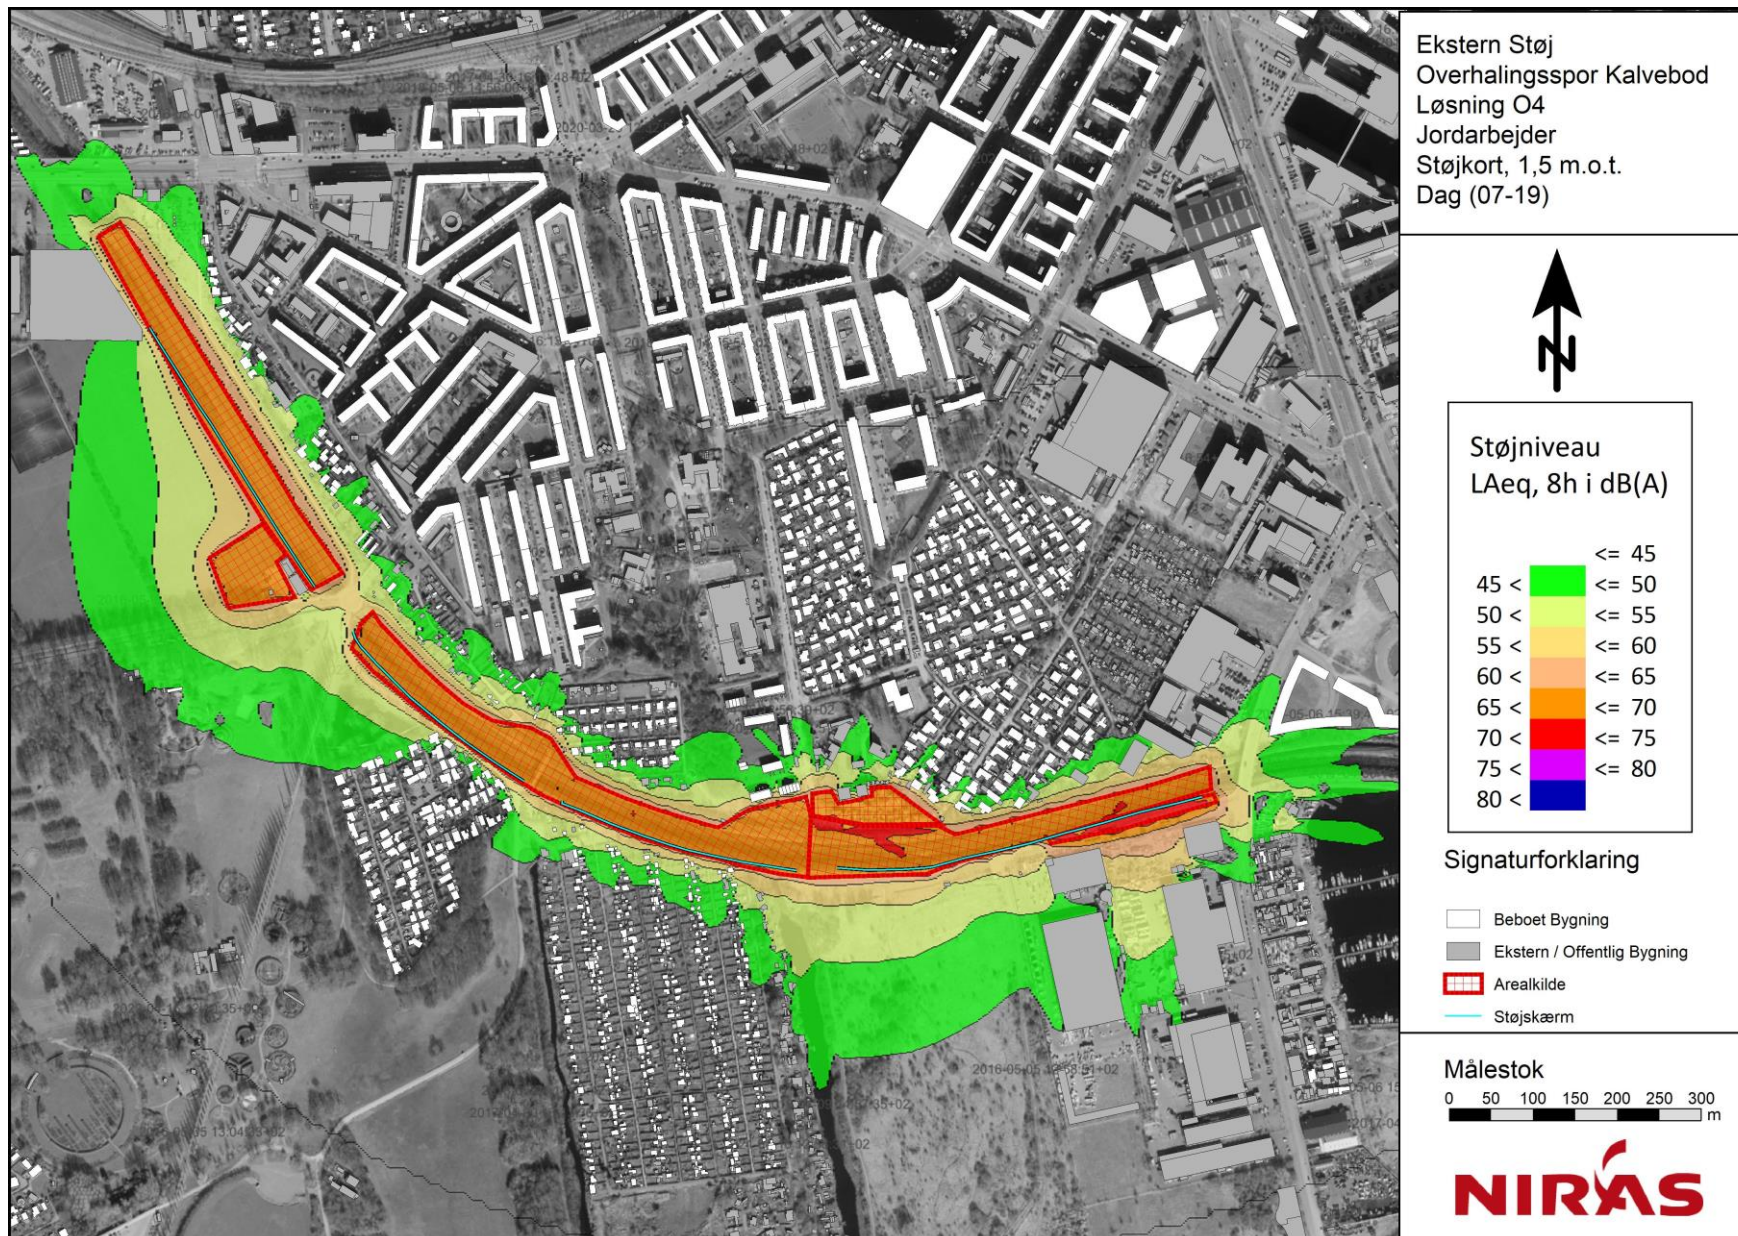 Ekstern Støj
Overhalingsspor Kalvebod
Løsning O4
Jordarbejder
Støjkort, 1,5 m.o.t.
Dag (07-19)
N
Støjniveau
LAeq, 8h i dB(A)
<= 45
45 < <= 50
50 < <= 55
55 < <= 60
60 < <= 65
65 < <= 70
70 < <= 75
75 < <= 80
80 <
Signaturforklaring
Beboet Bygning
Ekstern / Offentlig Bygning
Arealkilde
Støjskærm
Målestok
0 50 100 150 200 250 300
m
NIRAS